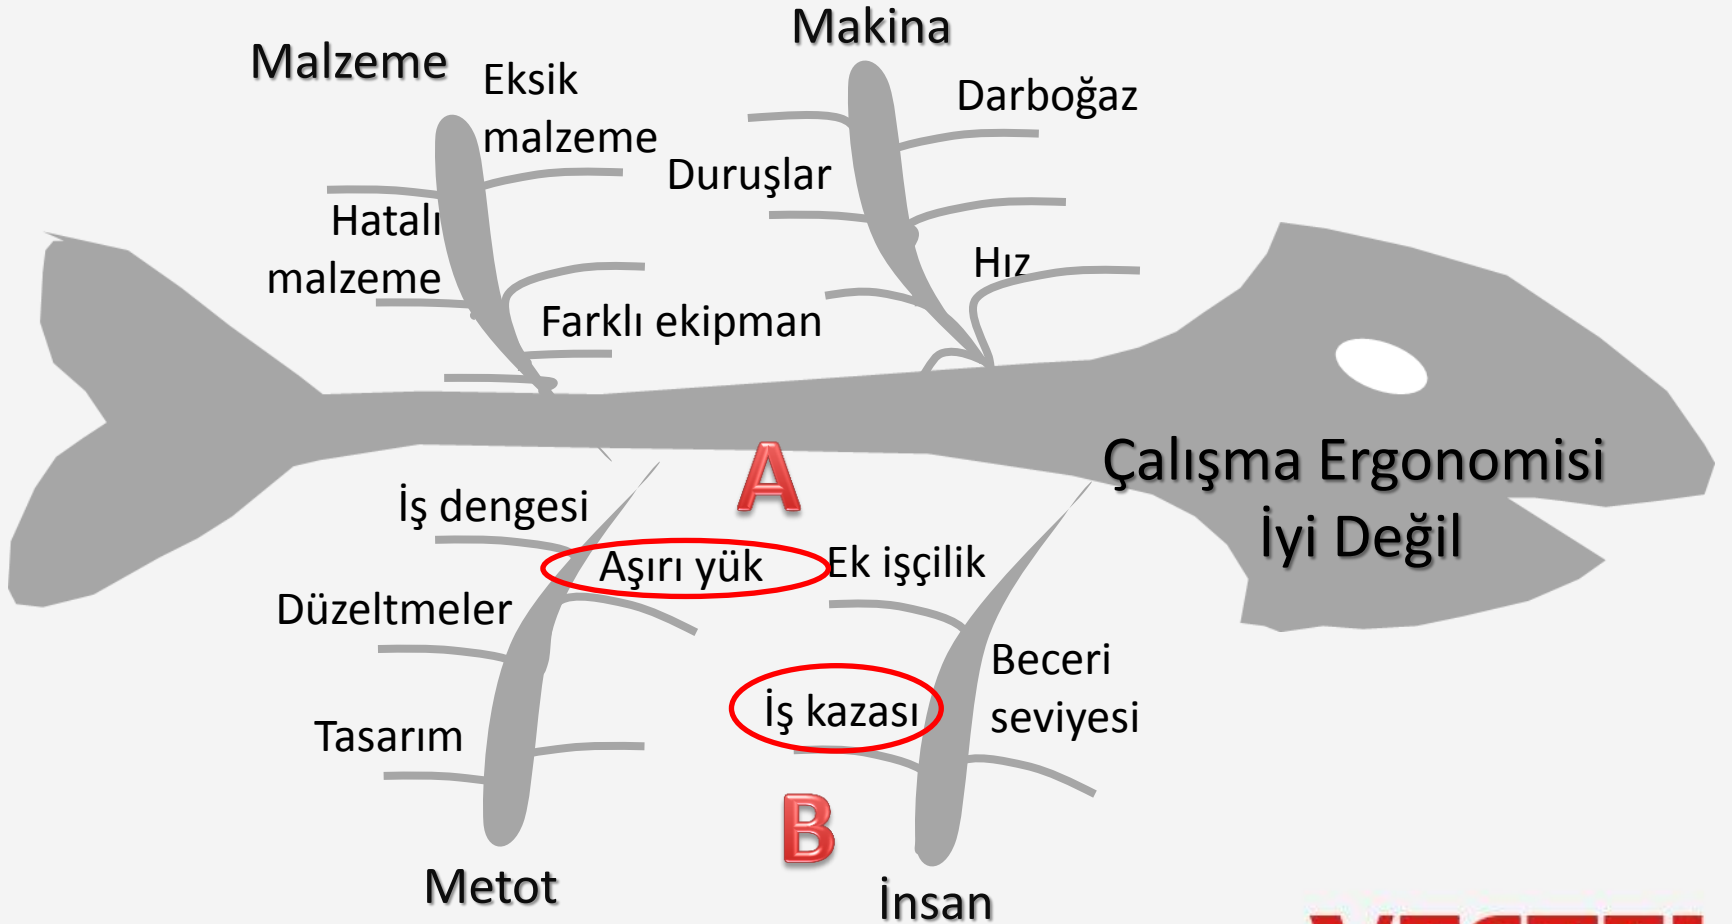 Makina
Malzeme
Eksik
malzeme
Darboğaz
Duruşlar
Hatalı
malzeme
Hız
Farklı ekipman
Çalışma Ergonomisi
İyi Değil
A
İş dengesi
Aşırı yük
Ek işçilik
Düzeltmeler
Beceri
seviyesi
İş kazası
Tasarım
B
Metot
İnsan